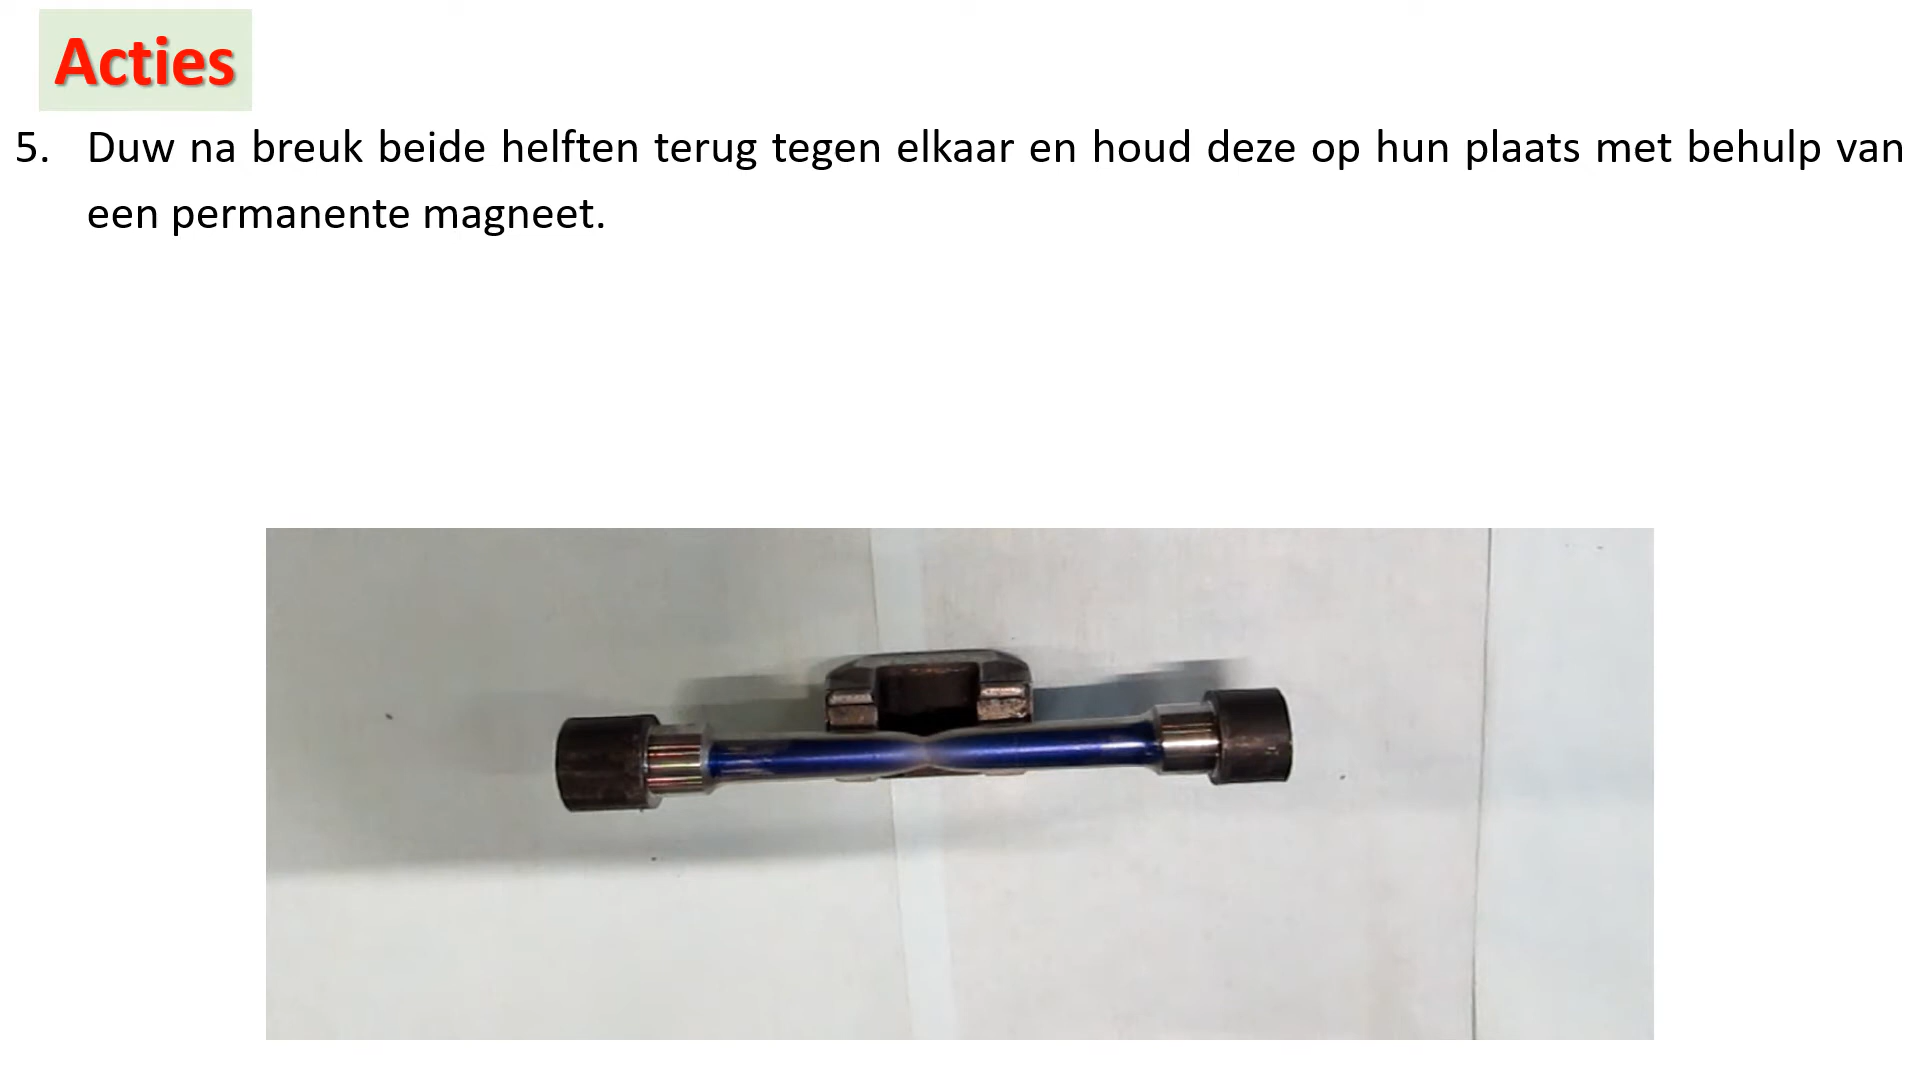 Acties
5. Duw na breuk beide helften terug tegen elkaar en houd deze op hun plaats met behulp van
een permanente magneet.